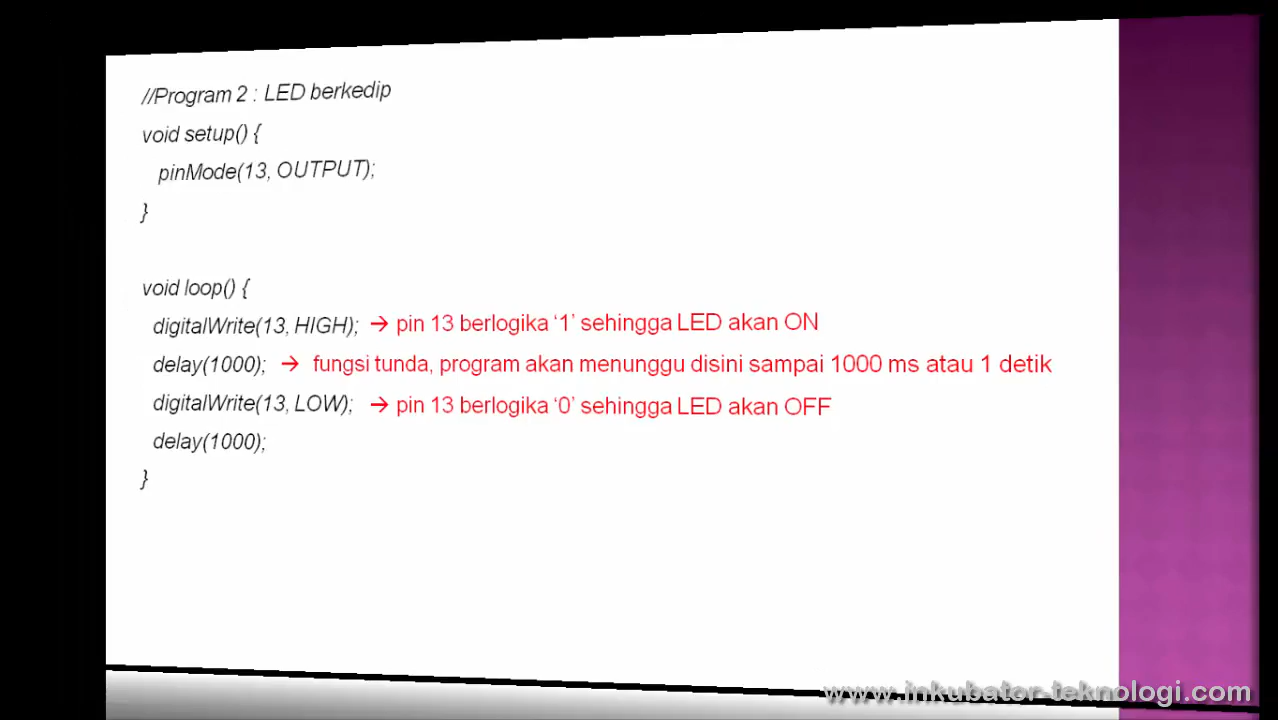 //Program 2 : LED berkedip
void setup() {
pinMode(13, OUTPUT);
}
void loop() {
digitalWrite(13, HIGH); → pin 13 berlogika ‘1’ sehingga LED akan ON
delay(1000); → fungsi tunda, program akan menunggu disini sampai 1000 ms atau 1 detik
digitalWrite(13, LOW); → pin 13 berlogika ‘0’ sehingga LED akan OFF
delay(1000);
}
www.inkubator-teknologi.com